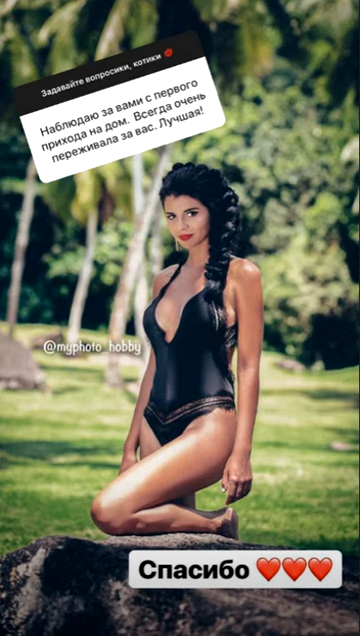 Задавайте вопросики, котики 💋
Наблюдаю за вами с первого
прихода на дом. Всегда очень
переживала за вас. Лучшая!
@myphoto_hobby
Спасибо ❤️❤️❤️